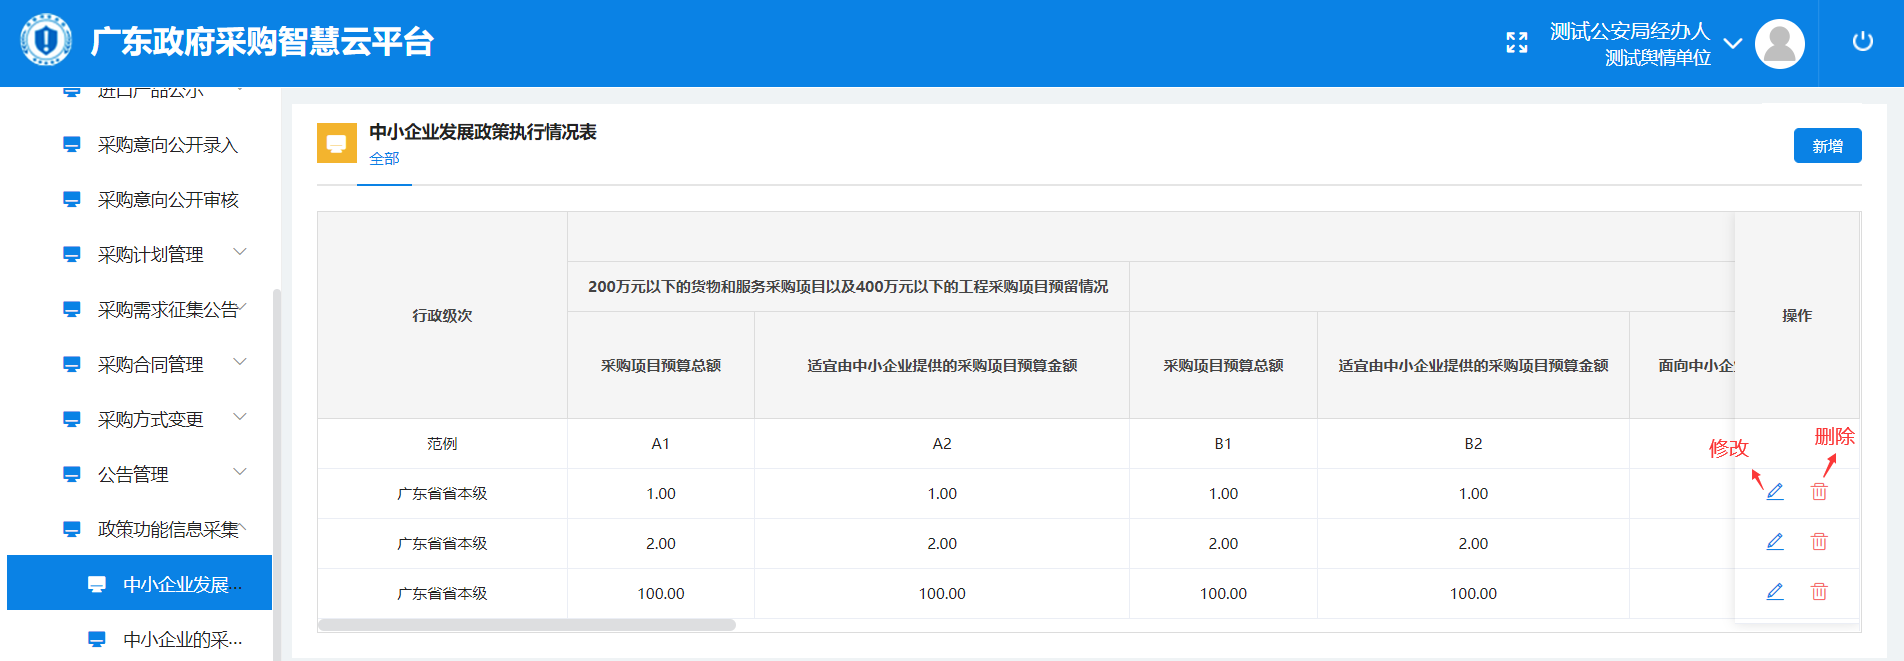 广东政府采购智慧云平台
测试公安局经办人
测试舆情单位
进口产品公示
采购意向公开录入
采购意向公开审核
采购计划管理
采购需求征集公告
采购合同管理
采购方式变更
公告管理
政策功能信息采集
中小企业发展...
中小企业的采...
中小企业发展政策执行情况表
全部
新增
200万元以下的货物和服务采购项目以及400万元以下的工程采购项目预留情况
行政级次
操作
采购项目预算总额 适宜由中小企业提供的采购项目预算金额 采购项目预算总额 适宜由中小企业提供的采购项目预算金额 面向中小企
范例 A1 A2 B1 B2
修改 删除
广东省省本级 1.00 1.00 1.00 1.00
广东省省本级 2.00 2.00 2.00 2.00
广东省省本级 100.00 100.00 100.00 100.00